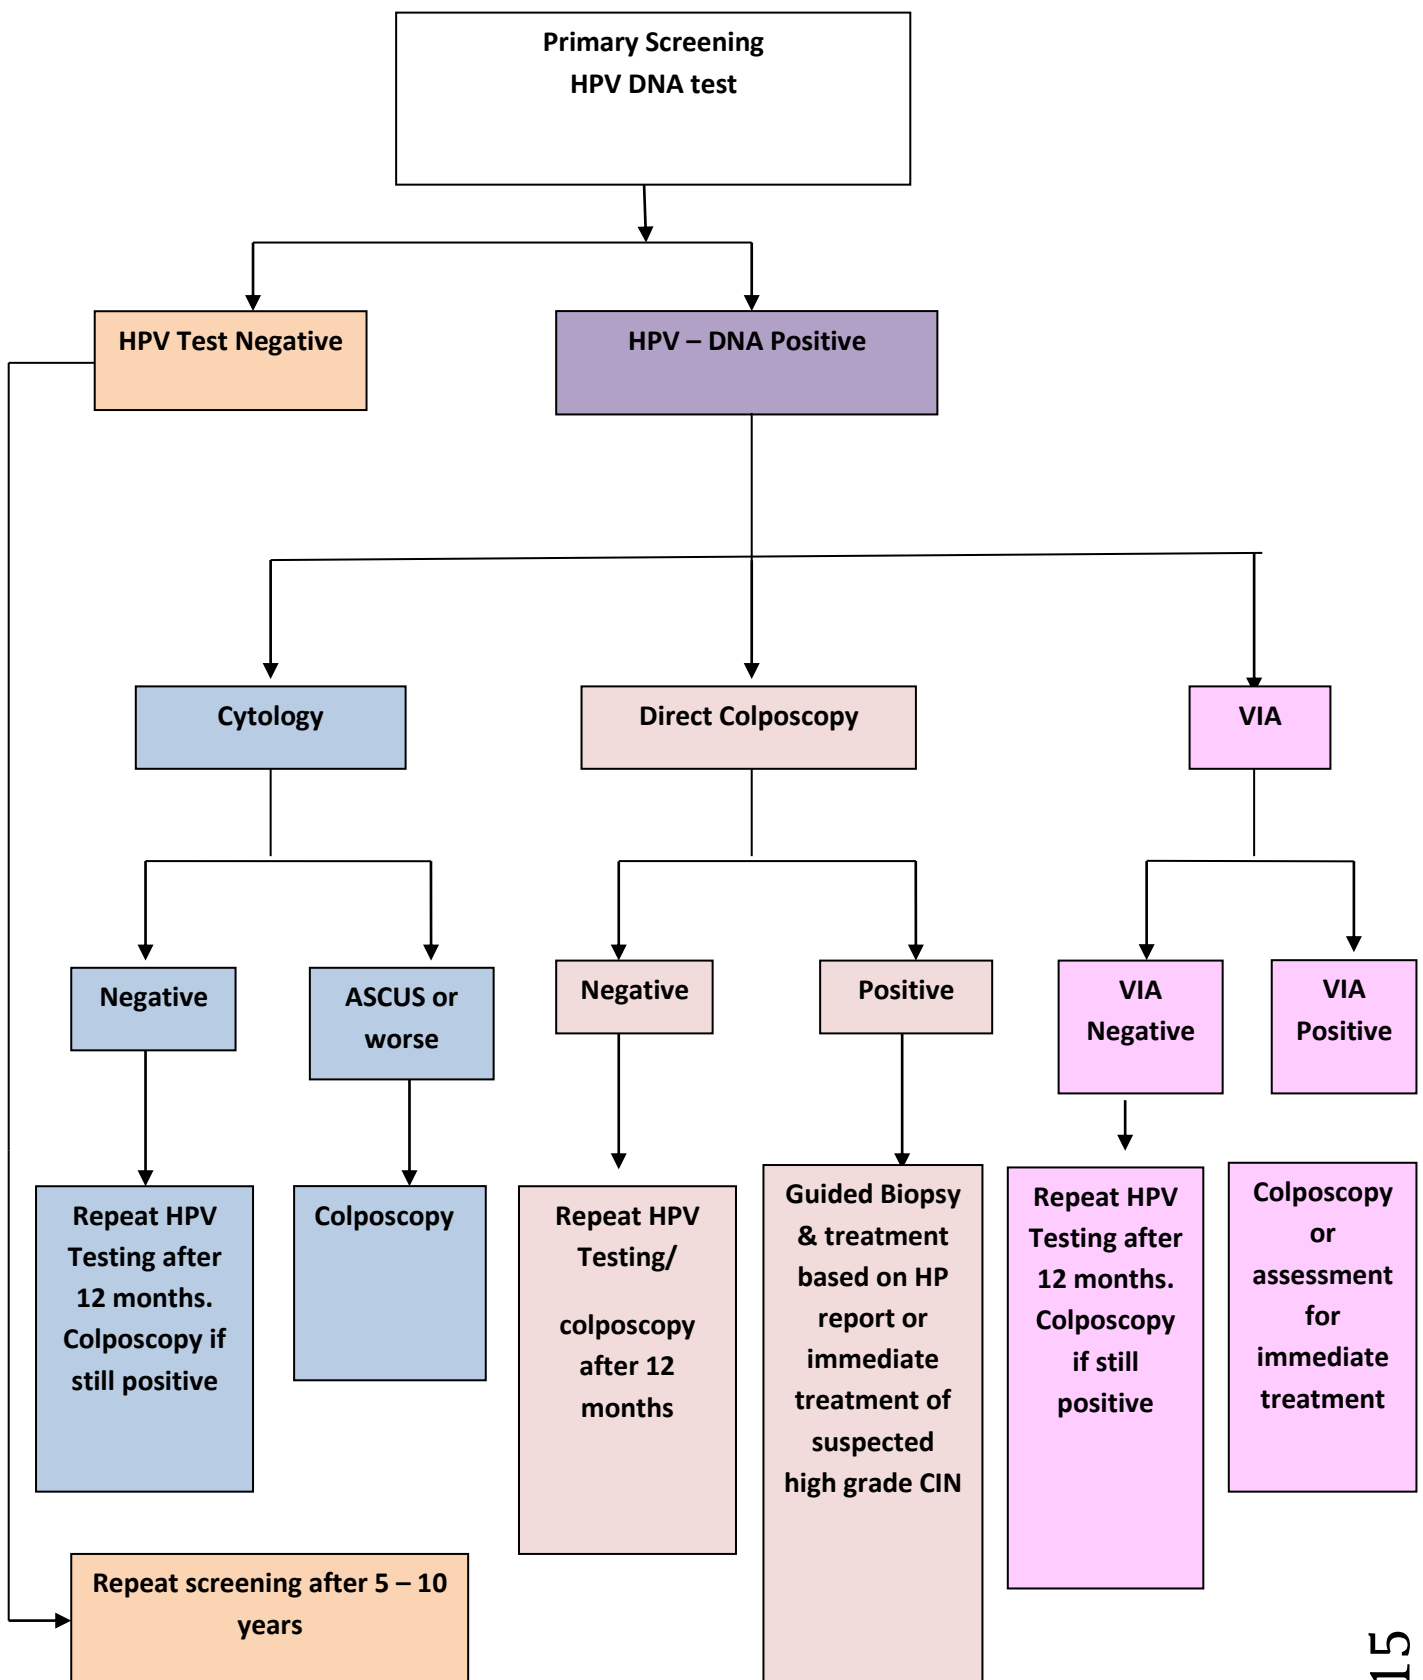 Primary Screening
HPV DNA test
HPV Test Negative
HPV – DNA Positive
Cytology
Direct Colposcopy
VIA
Negative
ASCUS or
worse
Negative
Positive
VIA
Negative
VIA
Positive
Repeat HPV
Testing after
12 months.
Colposcopy if
still positive
Colposcopy
Repeat HPV
Testing/
colposcopy
after 12
months
Guided Biopsy
& treatment
based on HP
report or
immediate
treatment of
suspected
high grade CIN
Repeat HPV
Testing after
12 months.
Colposcopy
if still
positive
Colposcopy
or
assessment
for
immediate
treatment
Repeat screening after 5 – 10
years
15